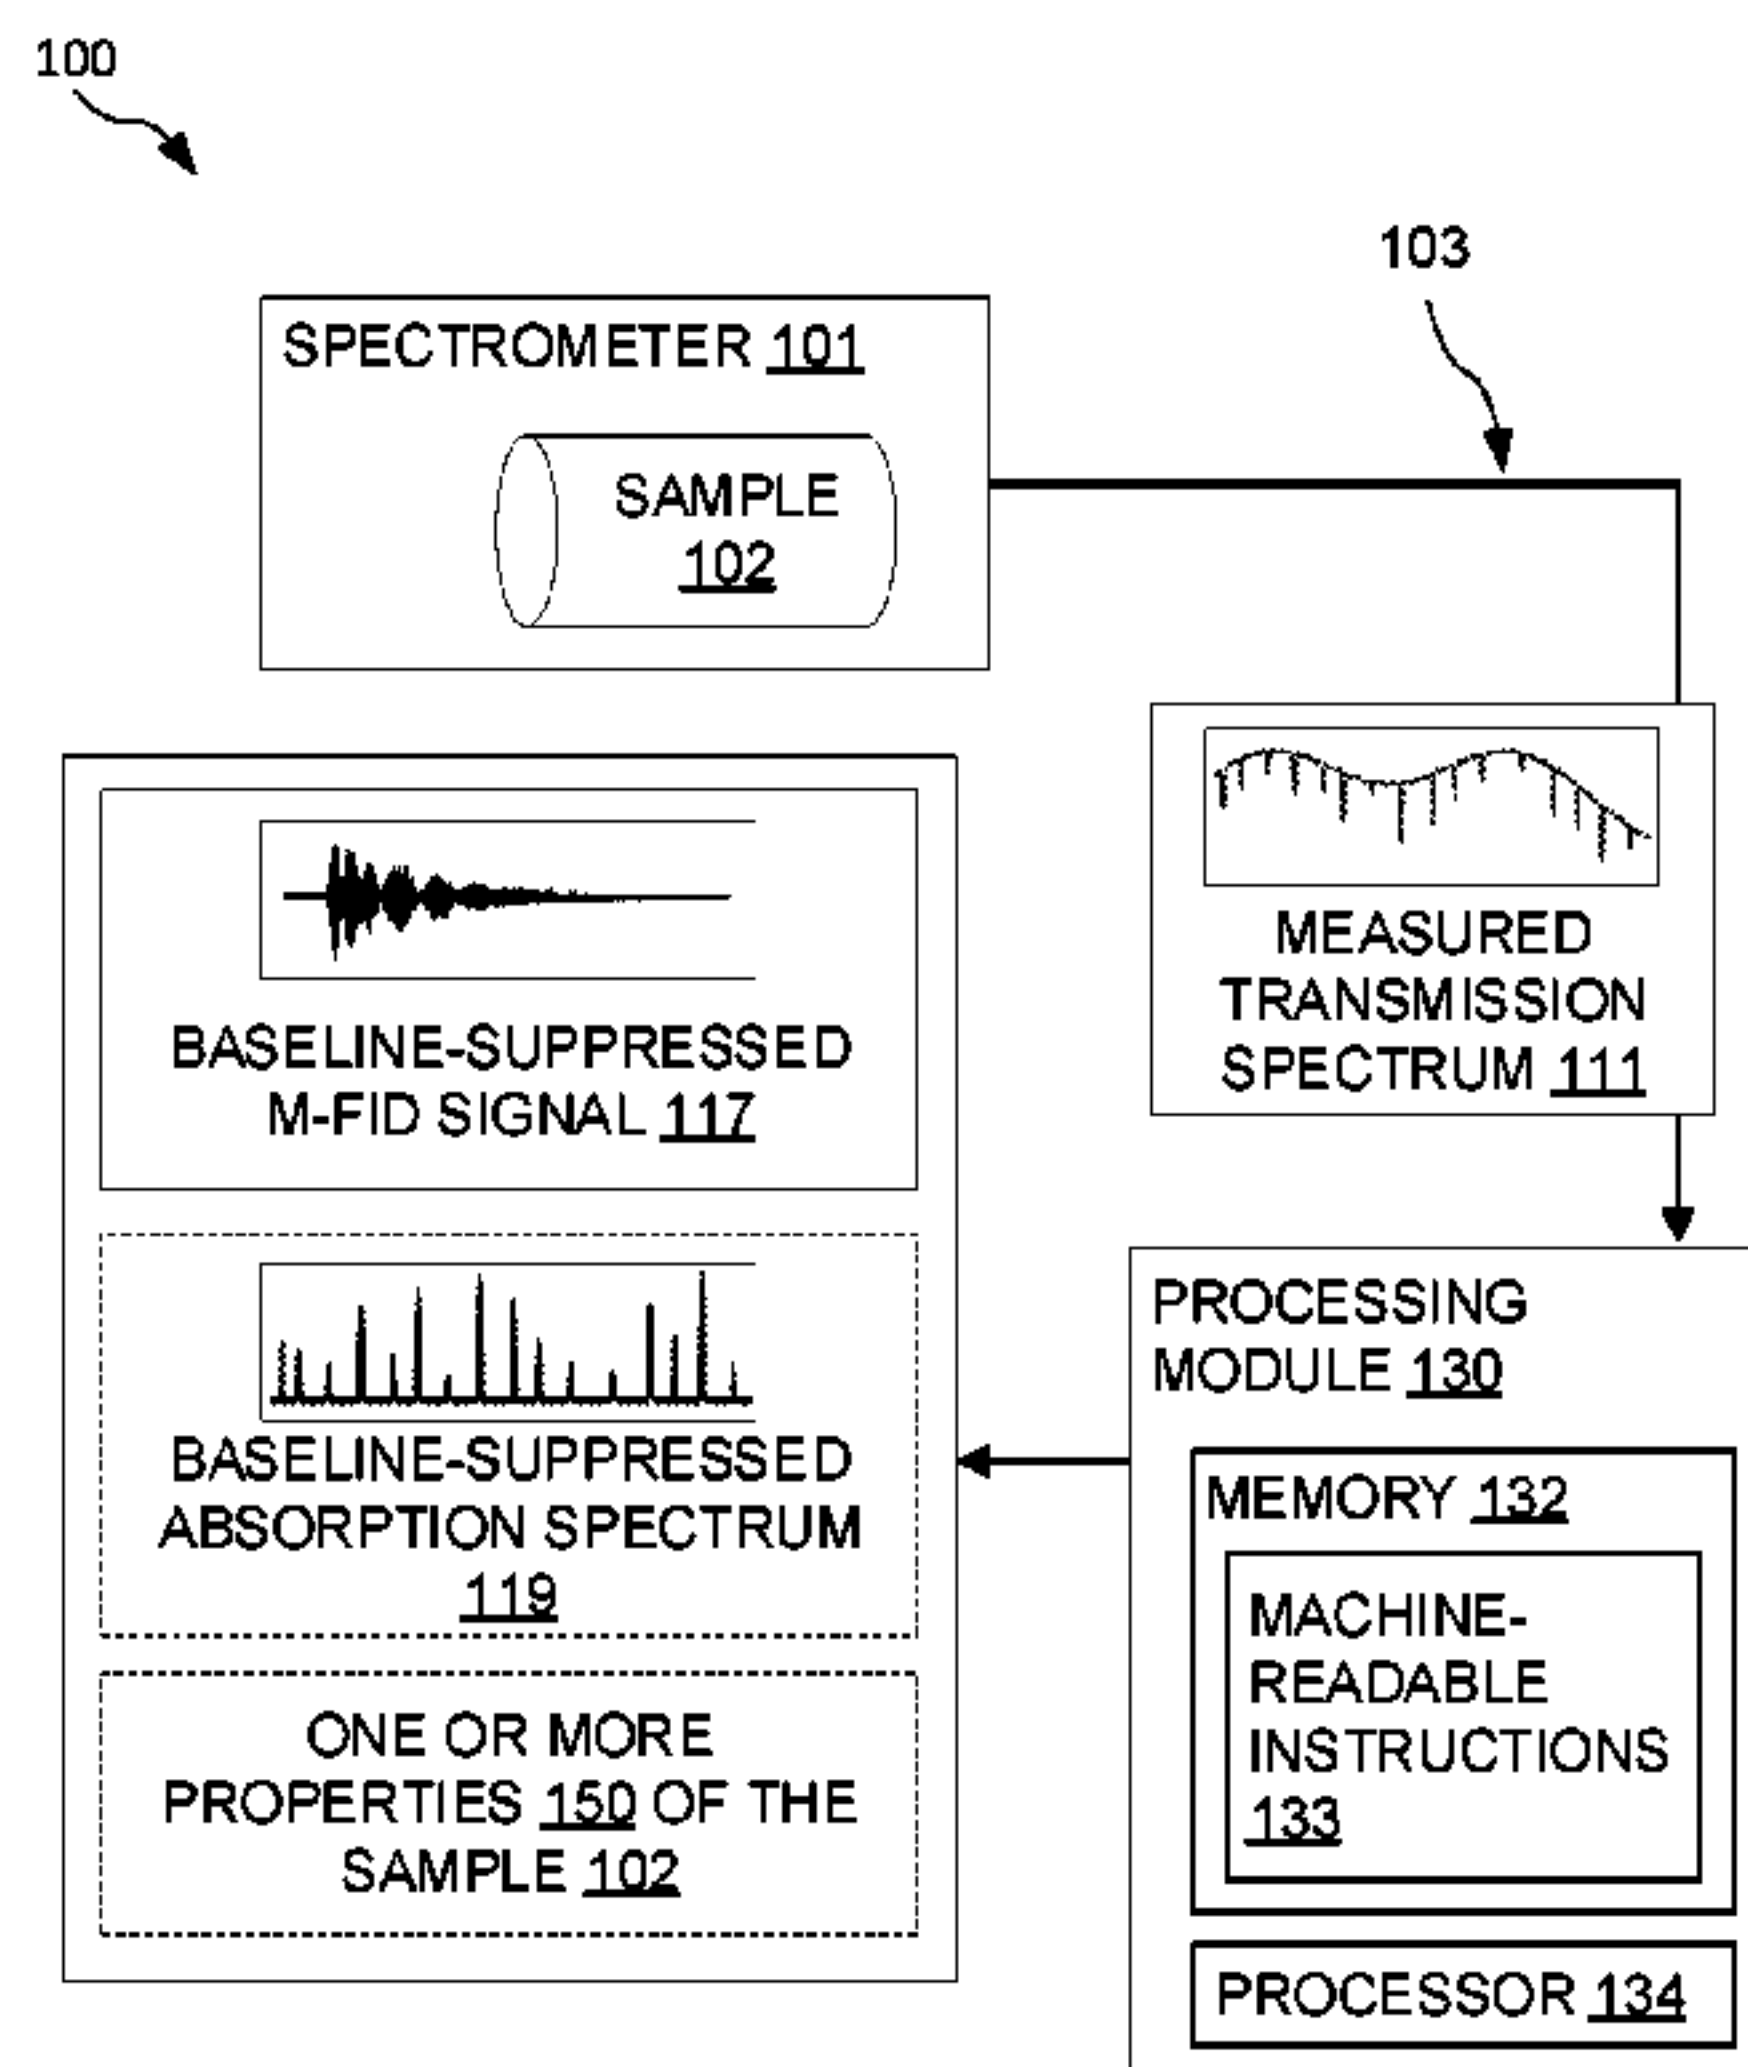 100
103
SPECTROMETER 101
SAMPLE
102
MEASURED
TRANSMISSION
SPECTRUM 111
BASELINE-SUPPRESSED
M-FID SIGNAL 117
BASELINE-SUPPRESSED
ABSORPTION SPECTRUM
119
ONE OR MORE
PROPERTIES 150 OF THE
SAMPLE 102
PROCESSING
MODULE 130
MEMORY 132
MACHINE-
READABLE
INSTRUCTIONS
133
PROCESSOR 134